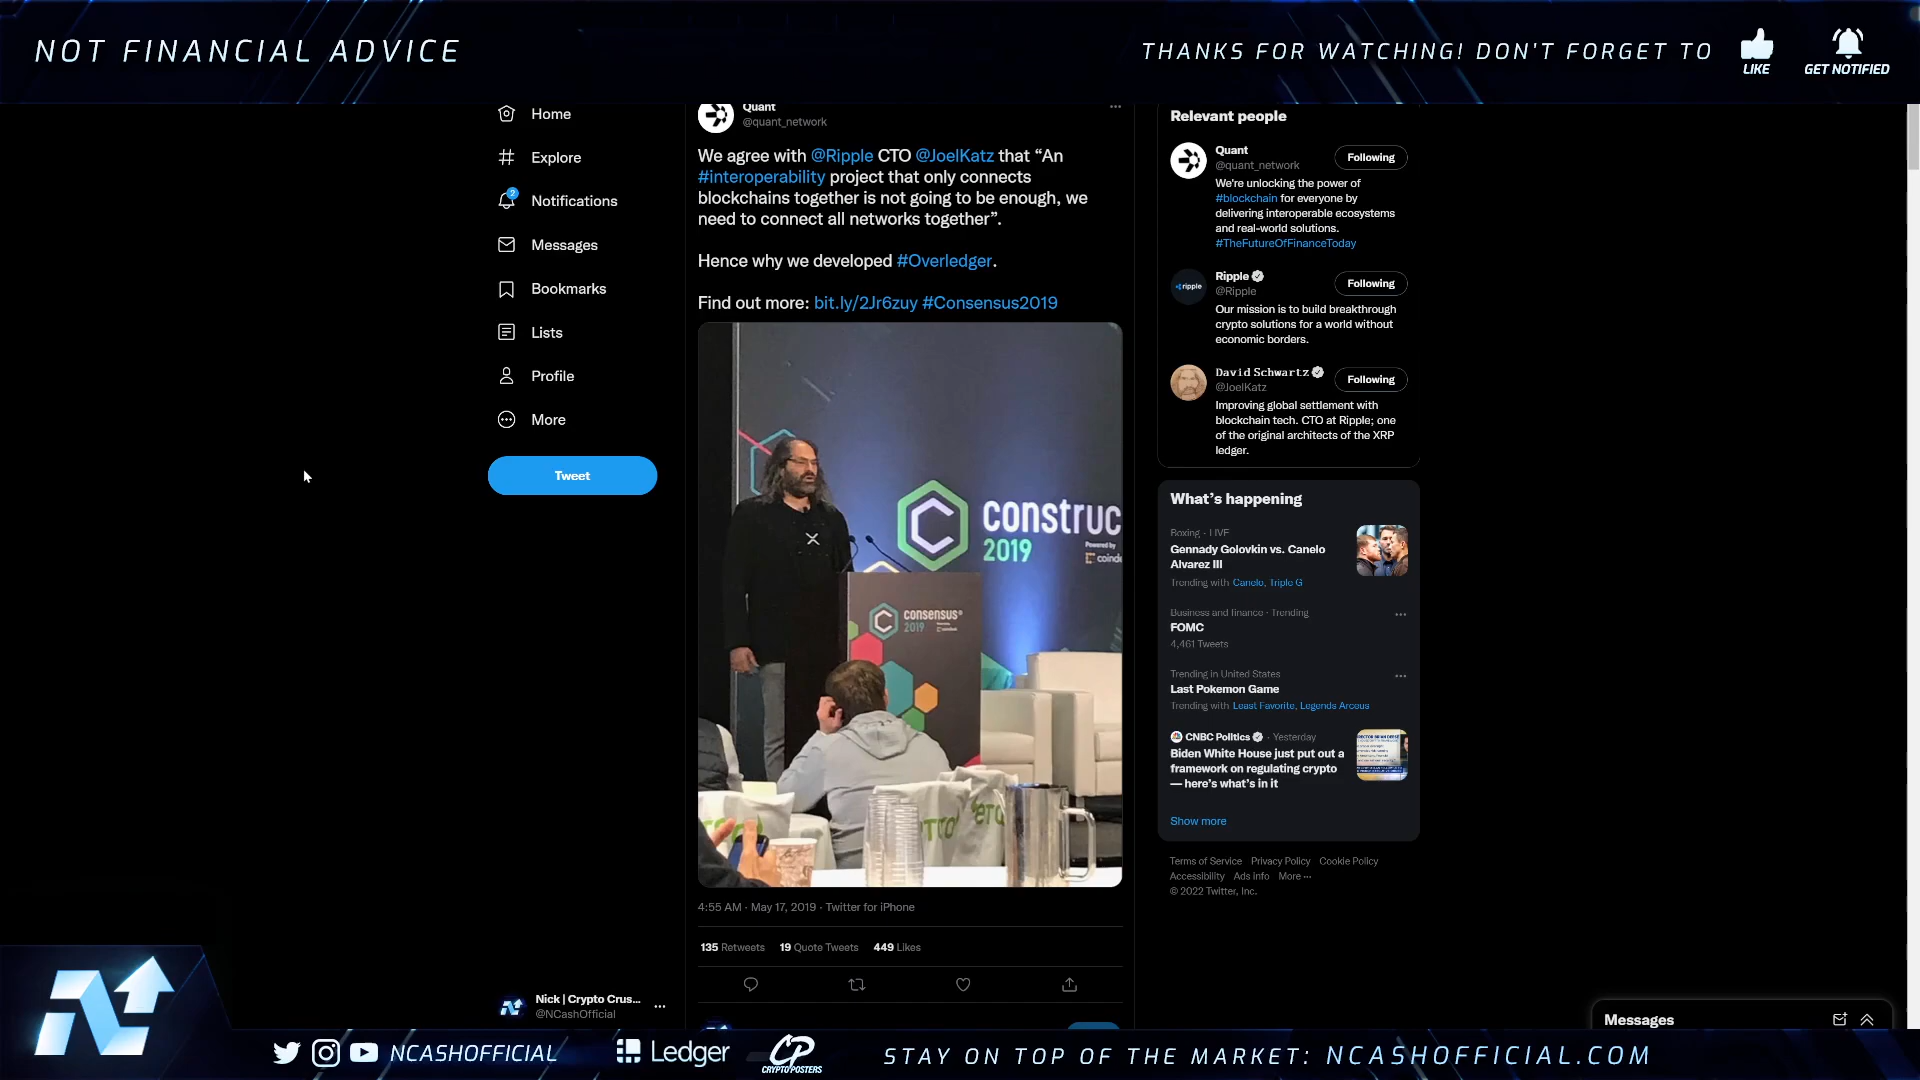 NOT FINANCIAL ADVICE
THANKS FOR WATCHING! DON'T FORGET TO
LIKE
GET NOTIFIED
Home
Explore
2
Notifications
Messages
Bookmarks
Lists
Profile
More
Tweet
Nick | Crypto Crus...
@NCashOfficial
Quant
@quant_network
We agree with @Ripple CTO @JoelKatz that “An
#interoperability project that only connects
blockchains together is not going to be enough, we
need to connect all networks together”.
Hence why we developed #Overledger.
Find out more: bit.ly/2Jr6zuy #Consensus2019
construc
2019
Powered by
coinde
consensus
2019
4:55 AM · May 17, 2019 · Twitter for iPhone
135 Retweets 19 Quote Tweets 449 Likes
Relevant people
Quant
@quant_network
Following
We're unlocking the power of
#blockchain for everyone by
delivering interoperable ecosystems
and real-world solutions.
#TheFutureOfFinanceToday
ripple
Ripple
@Ripple
Following
Our mission is to build breakthrough
crypto solutions for a world without
economic borders.
David Schwartz
@JoelKatz
Following
Improving global settlement with
blockchain tech. CTO at Ripple; one
of the original architects of the XRP
ledger.
What’s happening
Boxing · LIVE
Gennady Golovkin vs. Canelo
Alvarez III
Trending with Canelo, Triple G
Business and finance · Trending
FOMC
4,461 Tweets
Trending in United States
Last Pokemon Game
Trending with Least Favorite, Legends Arceus
CNBC Politics · Yesterday
Biden White House just put out a
framework on regulating crypto
— here’s what’s in it
Show more
Terms of Service Privacy Policy Cookie Policy
Accessibility Ads info More ···
© 2022 Twitter, Inc.
Messages
NCASHOFFICIAL
Ledger
CP
CRYPTOPOSTERS
STAY ON TOP OF THE MARKET: NCASHOFFICIAL.COM